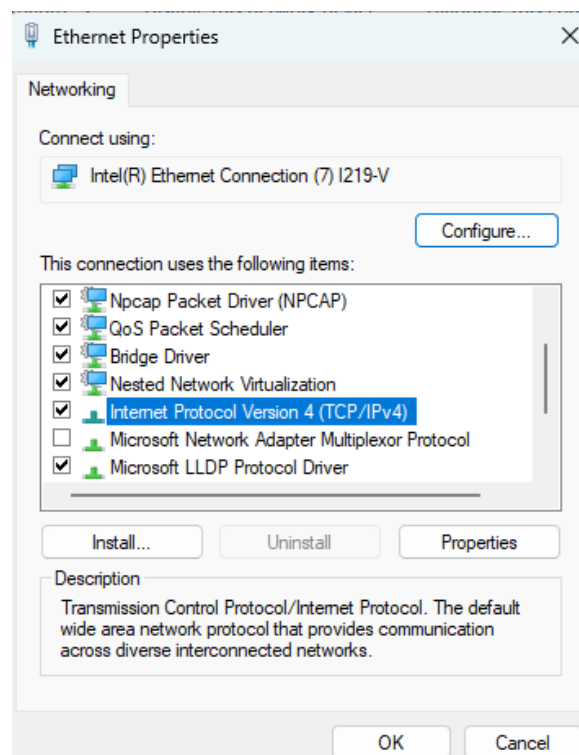 Ethernet Properties
Networking
Connect using:
Intel(R) Ethernet Connection (7) I219-V
Configure...
This connection uses the following items:
Npcap Packet Driver (NPCAP)
QoS Packet Scheduler
Bridge Driver
Nested Network Virtualization
Internet Protocol Version 4 (TCP/IPv4)
Microsoft Network Adapter Multiplexor Protocol
Microsoft LLDP Protocol Driver
Install... Uninstall Properties
Description
Transmission Control Protocol/Internet Protocol. The default
wide area network protocol that provides communication
across diverse interconnected networks.
OK Cancel